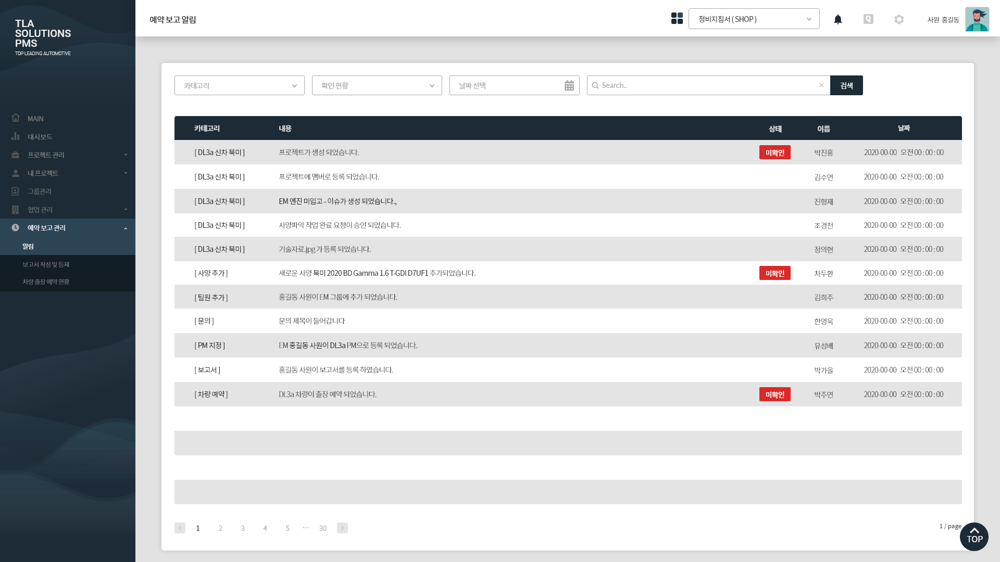 TLA
SOLUTIONS
PMS
TOP LEADING AUTOMOTIVE
MAIN
대시보드
프로젝트 관리
내 프로젝트
그룹관리
협업 관리
예약 보고 관리
알림
보고서 작성 및 등재
차량 출장 예약 현황
예약 보고 알림
정비지침서 ( SHOP )
Q
사원 홍길동
카테고리
확인 현황
날짜 선택
Search..
검색
카테고리 내용 상태 이름 날짜
[ DL3a 신차 북미 ] 프로젝트가 생성 되었습니다. 미확인 박진홍 2020-00-00 오전 00 : 00 : 00
[ DL3a 신차 북미 ] 프로젝트에 맴버로 등록 되었습니다. 김수연 2020-00-00 오전 00 : 00 : 00
[ DL3a 신차 북미 ] EM 엔진 미입고 - 이슈가 생성 되었습니다., 진형재 2020-00-00 오전 00 : 00 : 00
[ DL3a 신차 북미 ] 사양파악 작업 완료 요청이 승인 되었습니다. 조경천 2020-00-00 오전 00 : 00 : 00
[ DL3a 신차 북미 ] 기술자료.jpg 가 등록 되었습니다. 정의현 2020-00-00 오전 00 : 00 : 00
[ 사양 추가 ] 새로운 사양 북미 2020 BD Gamma 1.6 T-GDI D7UF1 추가되었습니다. 미확인 차두환 2020-00-00 오전 00 : 00 : 00
[ 팀원 추가 ] 홍길동 사원이 EM 그룹에 추가 되었습니다. 김희주 2020-00-00 오전 00 : 00 : 00
[ 문의 ] 문의 제목이 들어갑니다 한영욱 2020-00-00 오전 00 : 00 : 00
[ PM 지정 ] EM 홍길동 사원이 DL3a PM으로 등록 되었습니다. 유성배 2020-00-00 오전 00 : 00 : 00
[ 보고서 ] 홍길동 사원이 보고서를 등록 하였습니다. 박가을 2020-00-00 오전 00 : 00 : 00
[ 차량 예약 ] DL3a 차량이 출장 예약 되었습니다. 미확인 박주연 2020-00-00 오전 00 : 00 : 00
1 2 3 4 5 ··· 30
1 / page
TOP